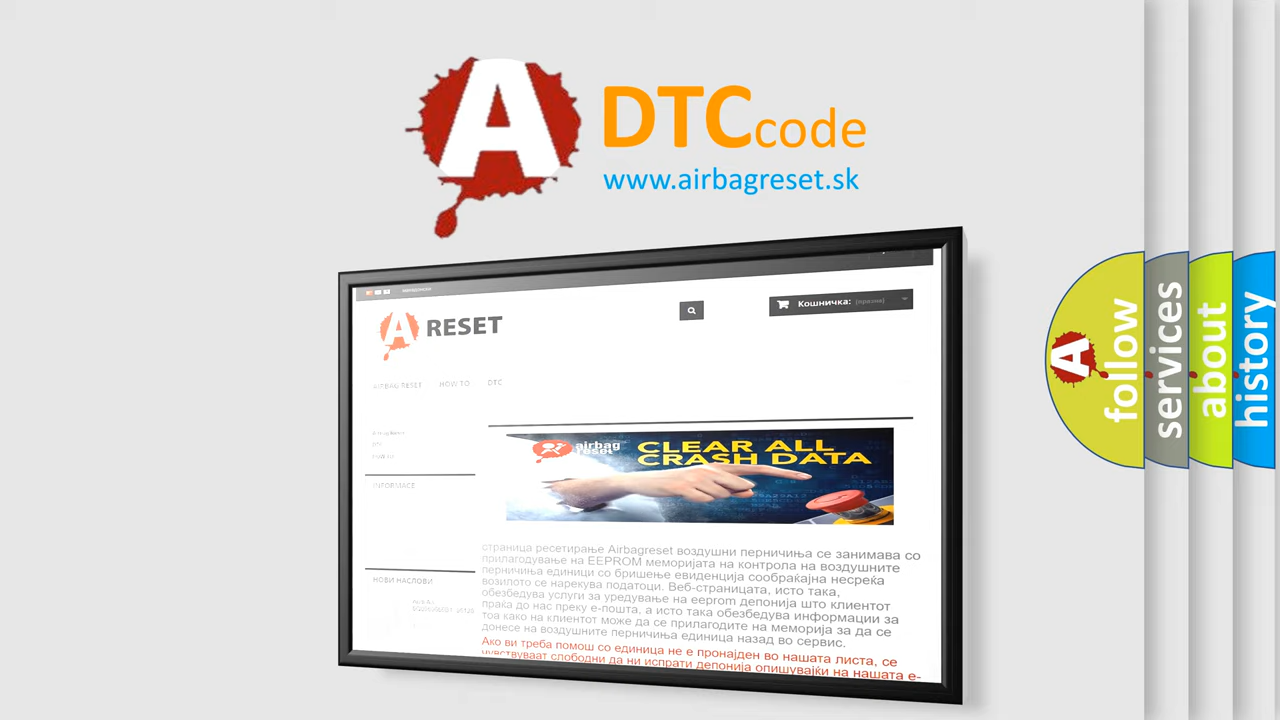 A
DTCcode
www.airbagreset.sk
A RESET
Кошничка: (празни)
AIRBAG RESET HOW TO DTC
INFORMACE
НОВИ НАСЛОВИ
airbag
reset
CLEAR ALL
CRASH DATA
страница ресетирање Airbagreset воздушни перничиња се занимава со
прилагодување на EEPROM меморијата на контрола на воздушните
перничиња единици со бришење евиденција сообраќајна несреќа
возилото се нарекува податоци. Веб-страницата, исто така,
обезбедува услуги за уредување на eeprom депонија што клиентот
праќа до нас преку е-пошта, а исто така обезбедува информации за
тоа како на клиентот може да се прилагодите на меморија за да се
донесе на воздушните перничиња единица назад во сервис.
Ако ви треба помош со единица не е пронајден во нашата листа, се
чувствуваат слободни да ни испрати депонија опишувајќи на нашата е-
A
follow
services
about
history